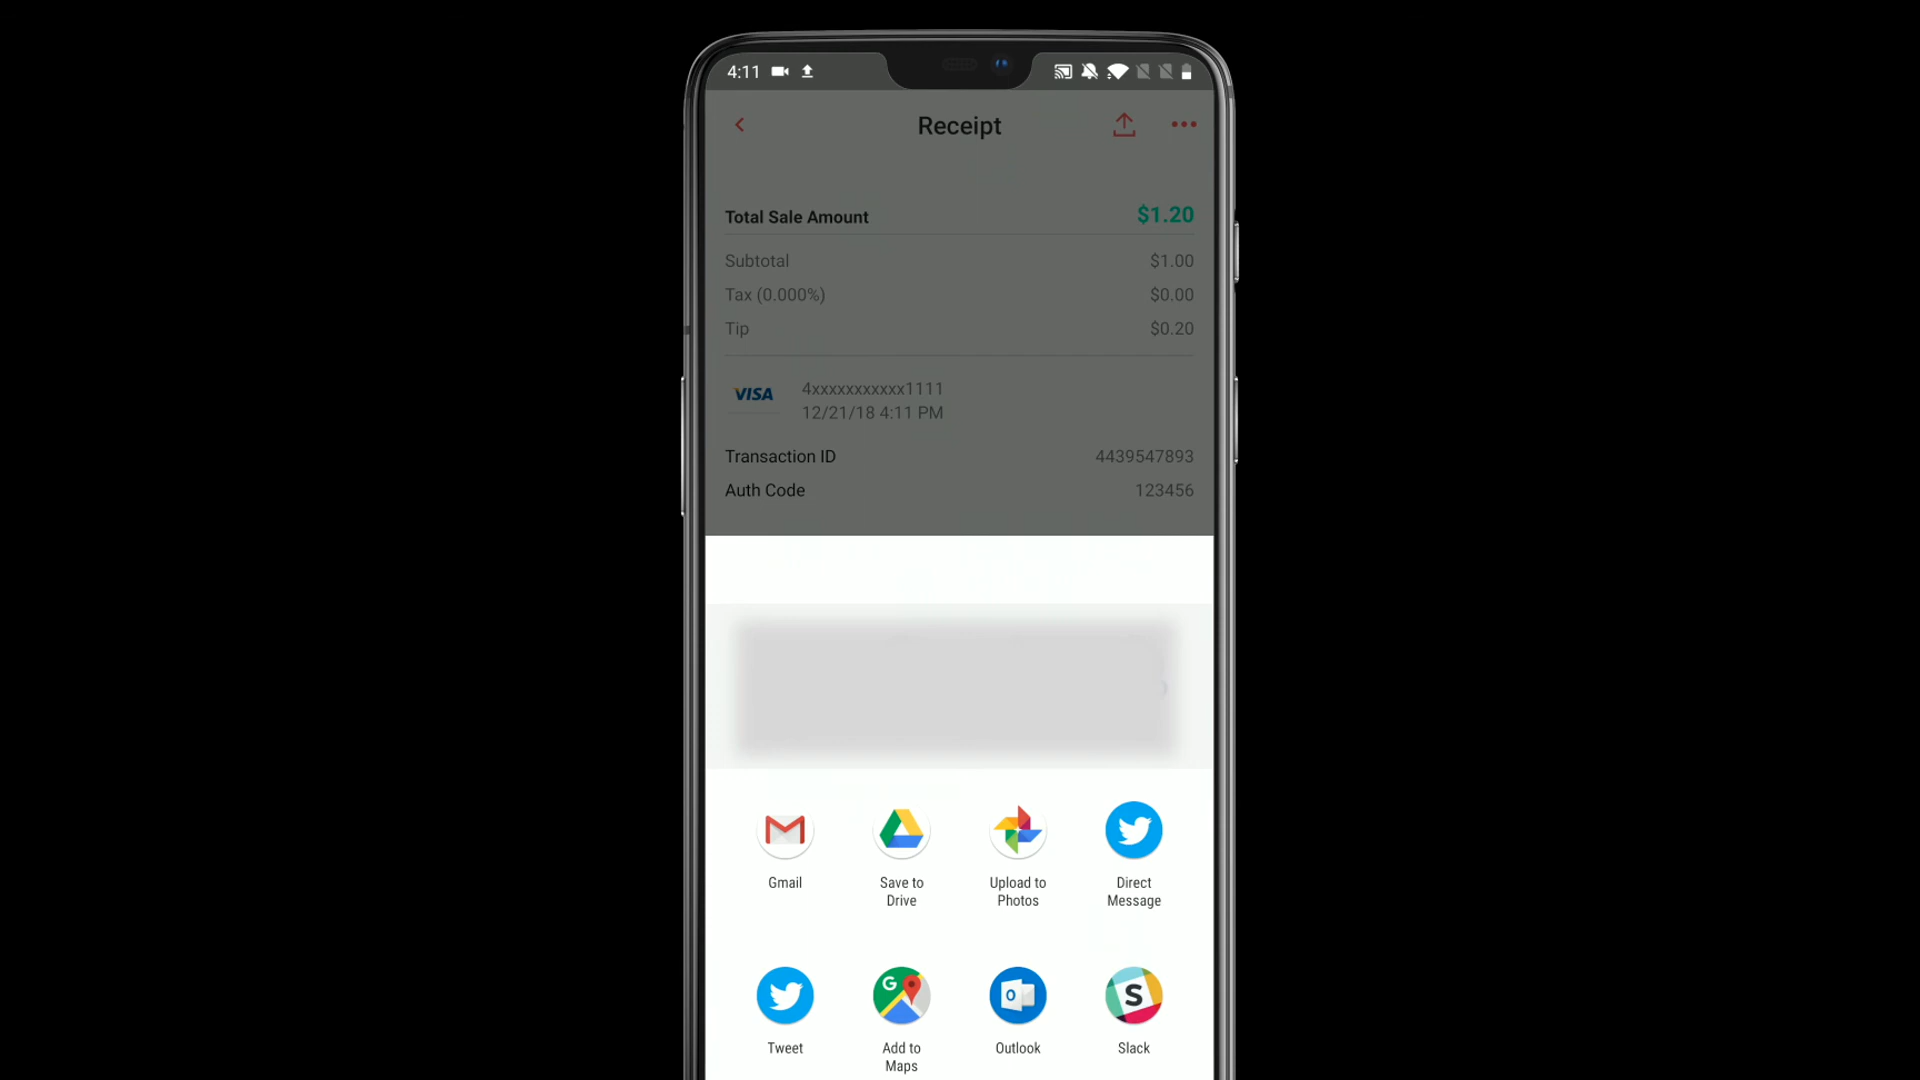 4:11
Receipt
Total Sale Amount $1.20
Subtotal $1.00
Tax (0.000%) $0.00
Tip $0.20
VISA 4xxxxxxxxxxx1111
12/21/18 4:11 PM
Transaction ID 4439547893
Auth Code 123456
Gmail
Save to
Drive
Upload to
Photos
Direct
Message
Tweet
G
Add to
Maps
O
Outlook
S
Slack